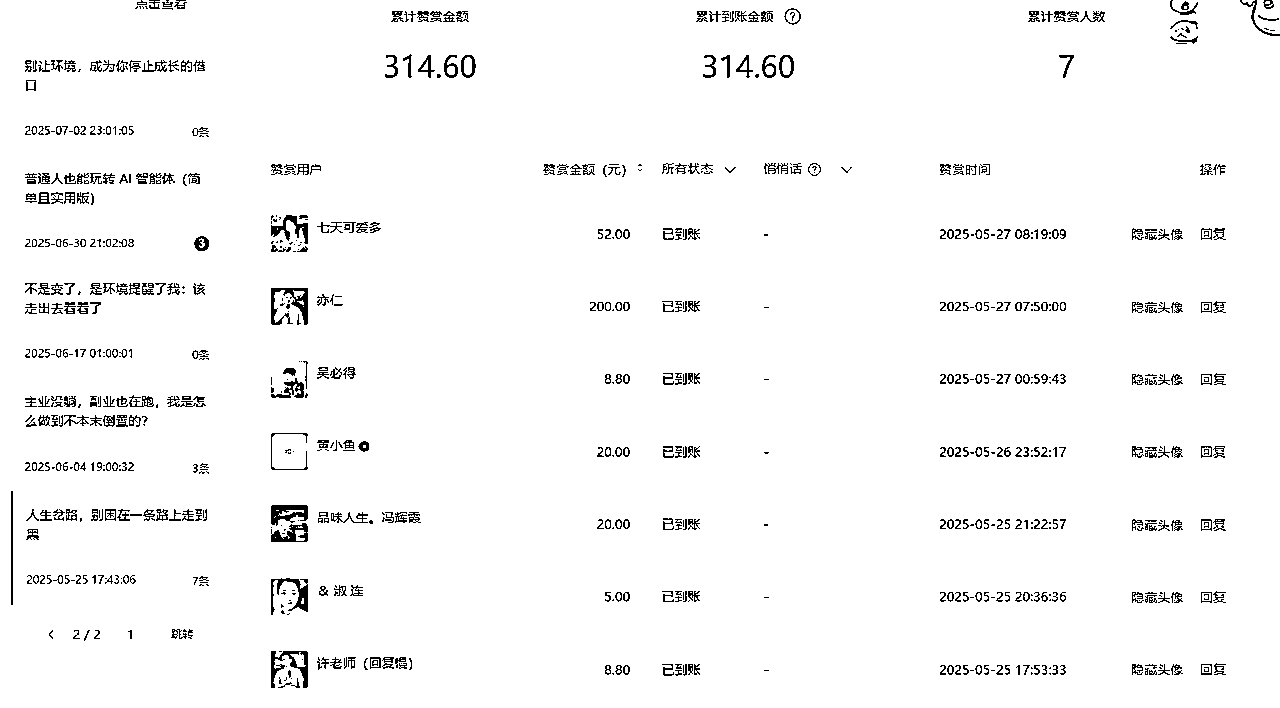 点击查看
别让环境，成为你停止成长的借
口
2025-07-02 23:01:05 0条
普通人也能玩转 AI 智能体（简
单且实用版）
2025-06-30 21:02:08 3
不是变了，是环境提醒了我：该
走出去看看了
2025-06-17 01:00:01 0条
主业没躺，副业也在跑，我是怎
么做到不本末倒置的？
2025-06-04 19:00:32 3条
人生岔路，别困在一条路上走到
黑
2025-05-25 17:43:06 7条
< 2 / 2 1 跳转
累计赞赏金额 累计到账金额 ? 累计赞赏人数
314.60 314.60 7
赞赏用户 赞赏金额（元） 所有状态 悄悄话 ? 赞赏时间 操作
七天可爱多 52.00 已到账 - 2025-05-27 08:19:09 隐藏头像 回复
亦仁 200.00 已到账 - 2025-05-27 07:50:00 隐藏头像 回复
吴必得 8.80 已到账 - 2025-05-27 00:59:43 隐藏头像 回复
黄小鱼 20.00 已到账 - 2025-05-26 23:52:17 隐藏头像 回复
品味人生。冯辉霞 20.00 已到账 - 2025-05-25 21:22:57 隐藏头像 回复
& 淑 连 5.00 已到账 - 2025-05-25 20:36:36 隐藏头像 回复
许老师（回复慢） 8.80 已到账 - 2025-05-25 17:53:33 隐藏头像 回复